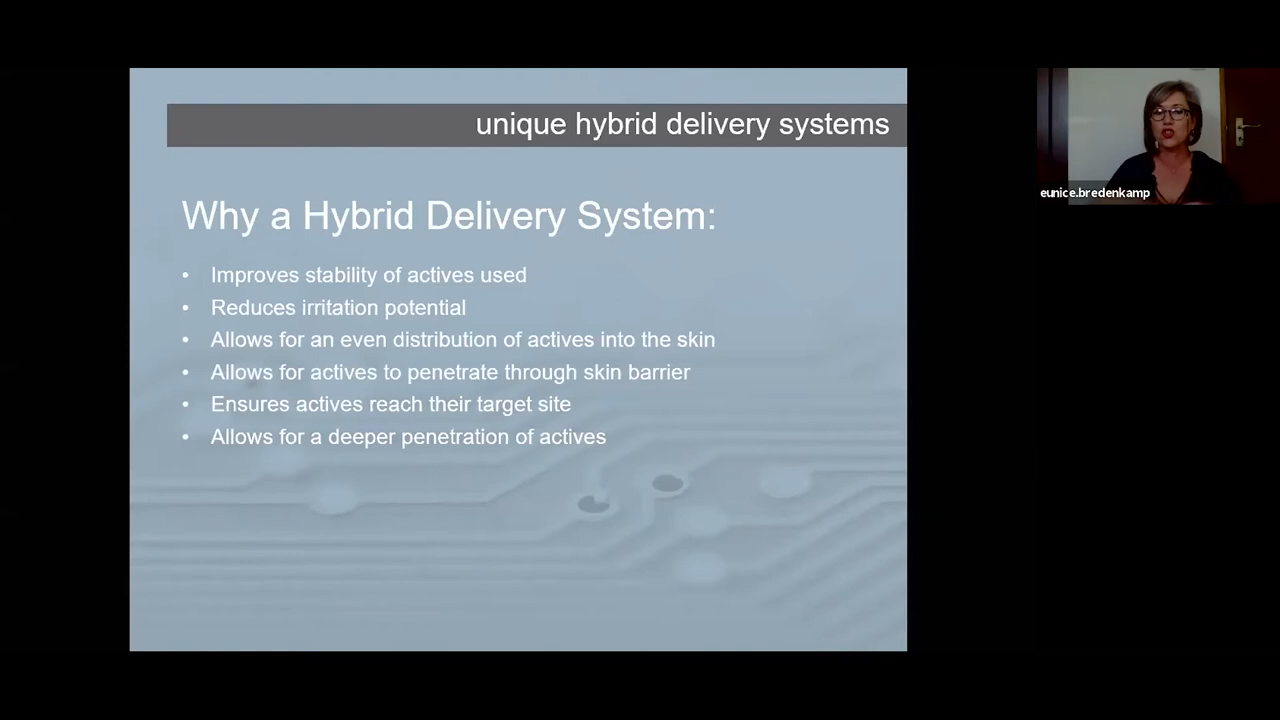 unique hybrid delivery systems
Why a Hybrid Delivery System:
• Improves stability of actives used
• Reduces irritation potential
• Allows for an even distribution of actives into the skin
• Allows for actives to penetrate through skin barrier
• Ensures actives reach their target site
• Allows for a deeper penetration of actives
eunice.bredenkamp